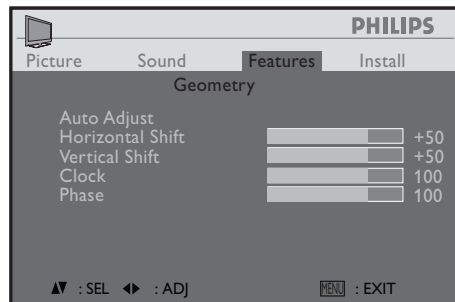 PHILIPS
Picture Sound Features Install
Geometry
Auto Adjust
Horizontal Shift +50
Vertical Shift +50
Clock 100
Phase 100
: SEL : ADJ MENU : EXIT